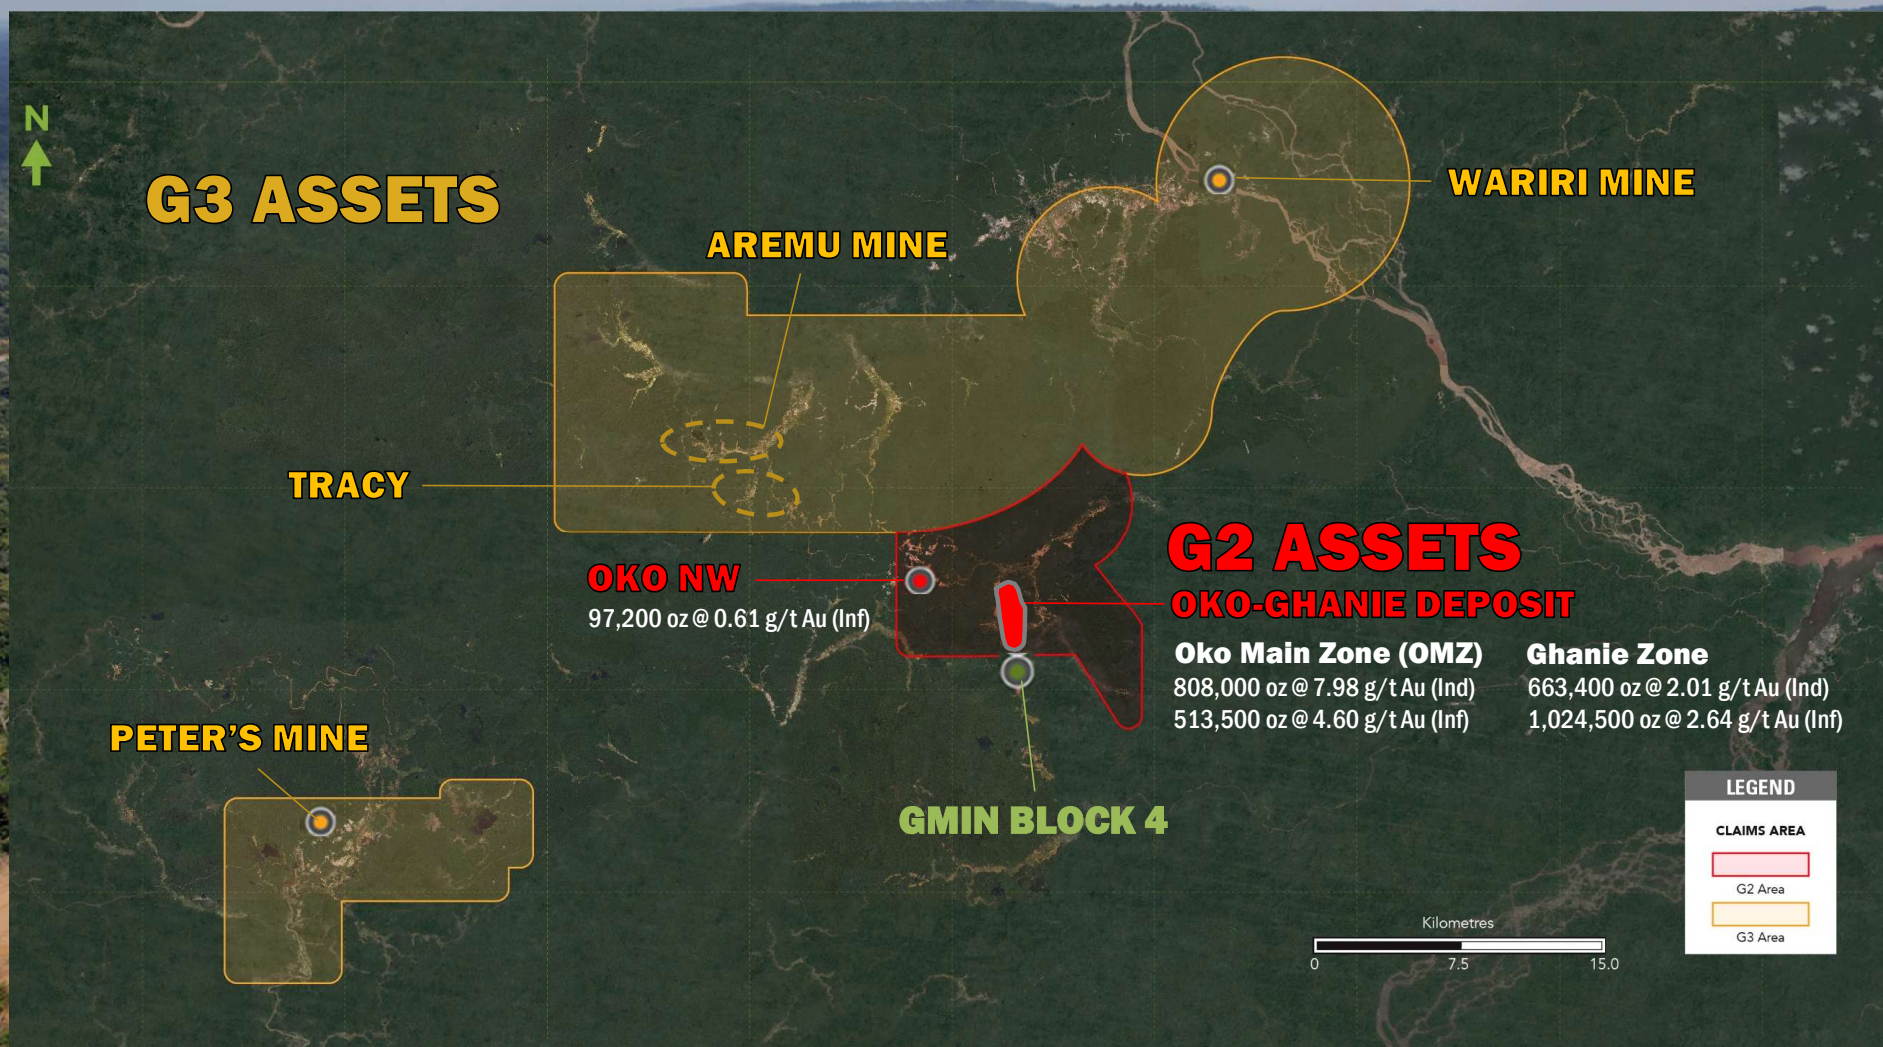 N
G3 ASSETS
WARIRI MINE
AREMU MINE
TRACY
G2 ASSETS
OKO NW
97,200 oz @ 0.61 g/t Au (Inf)
OKO-GHANIE DEPOSIT
Oko Main Zone (OMZ)
808,000 oz @ 7.98 g/t Au (Ind)
513,500 oz @ 4.60 g/t Au (Inf)
Ghanie Zone
663,400 oz @ 2.01 g/t Au (Ind)
1,024,500 oz @ 2.64 g/t Au (Inf)
PETER'S MINE
GMIN BLOCK 4
LEGEND
CLAIMS AREA
G2 Area
G3 Area
Kilometres
0 7.5 15.0